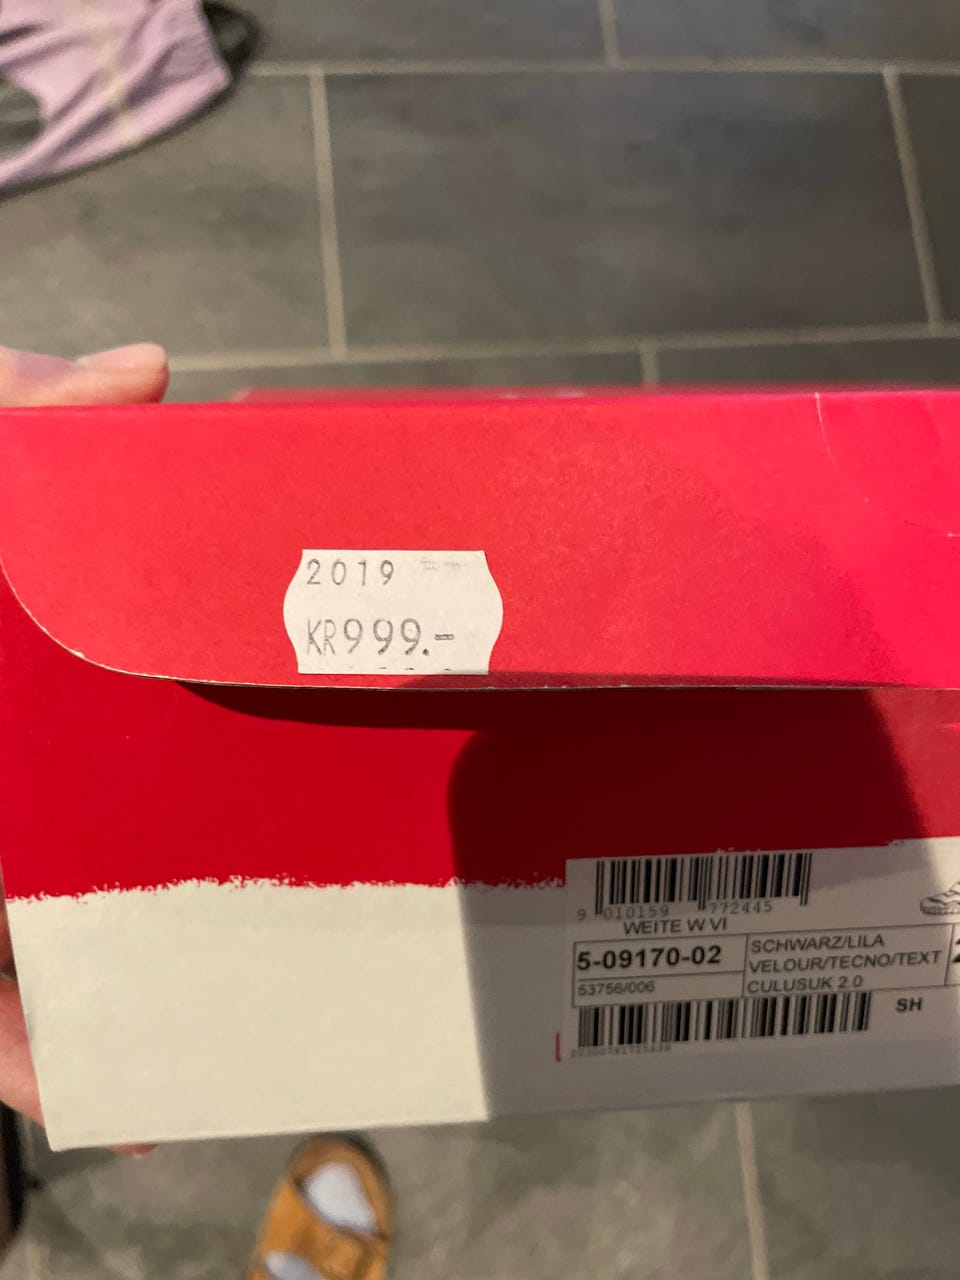 2019
KR999.-
9 010159 772445
WEITE W VI
5-09170-02
53756/006
SCHWARZ/LILA
VELOUR/TECNO/TEXT
CULUSUK 2.0
SH